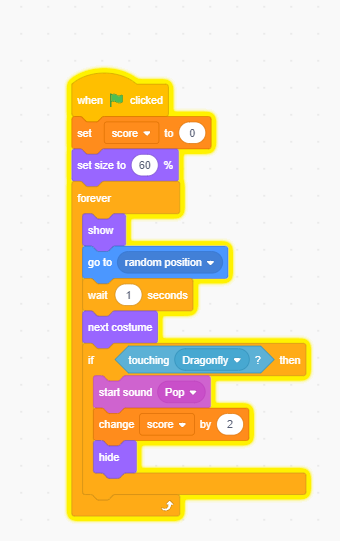 when clicked
set score to 0
set size to 60 %
forever
show
go to random position
wait 1 seconds
next costume
if touching Dragonfly ? then
start sound Pop
change score by 2
hide